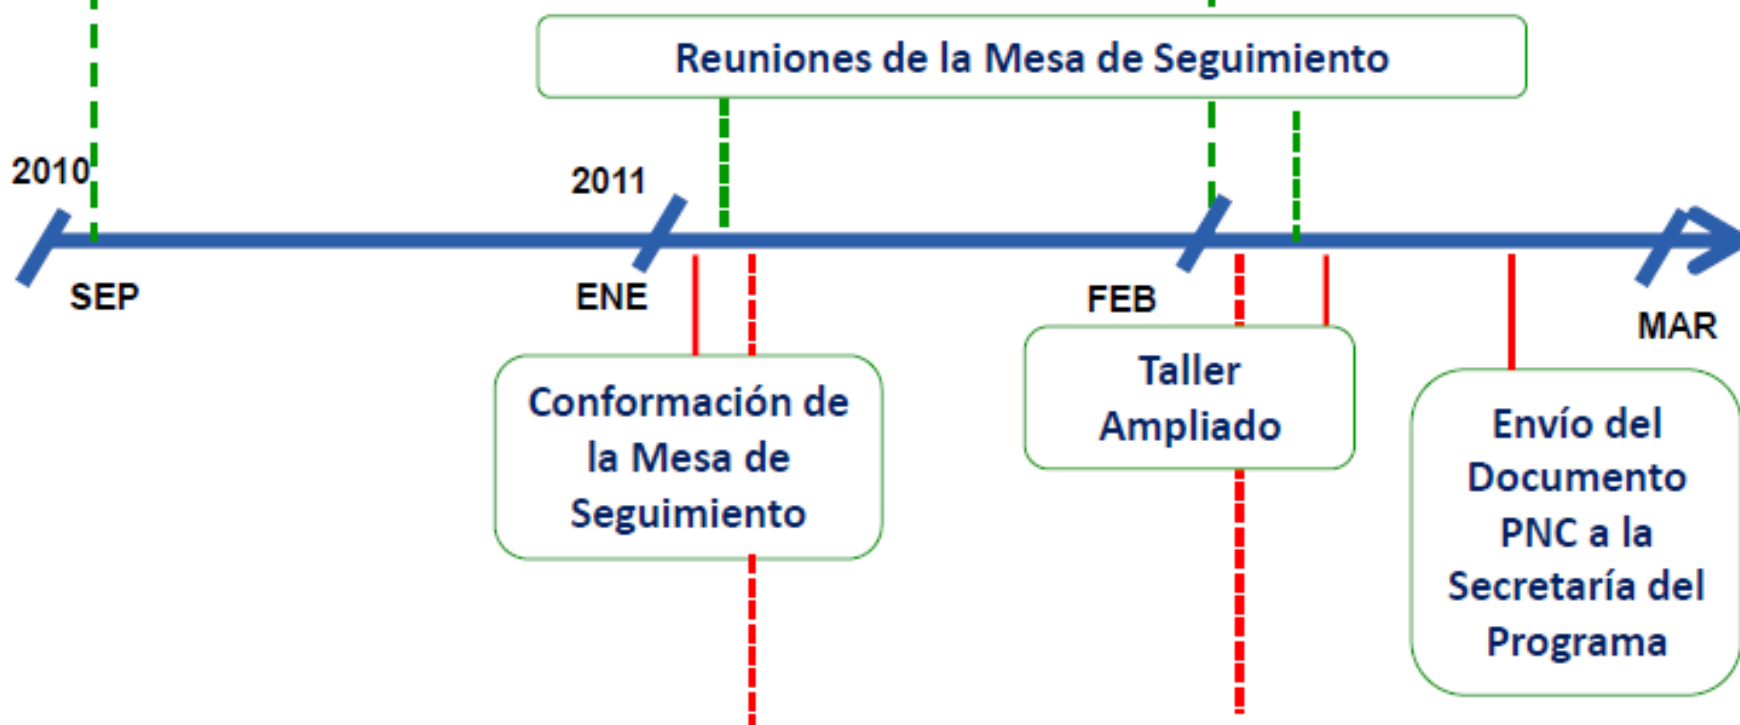 Reuniones de la Mesa de Seguimiento
2010
2011
SEP
ENE
FEB
MAR
Conformación de
la Mesa de
Seguimiento
Taller
Ampliado
Envío del
Documento
PNC a la
Secretaría del
Programa